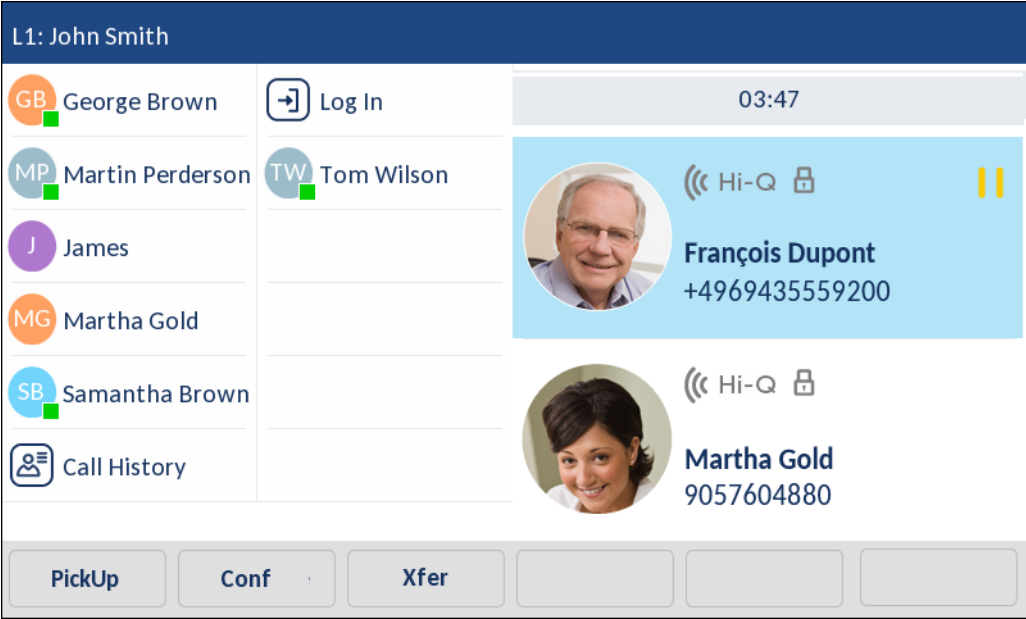 L1: John Smith
GB George Brown
MP Martin Perderson
J James
MG Martha Gold
SB Samantha Brown
Call History
Log In
TW Tom Wilson
03:47
Hi-Q
François Dupont
+4969435559200
Hi-Q
Martha Gold
9057604880
PickUp
Conf
Xfer